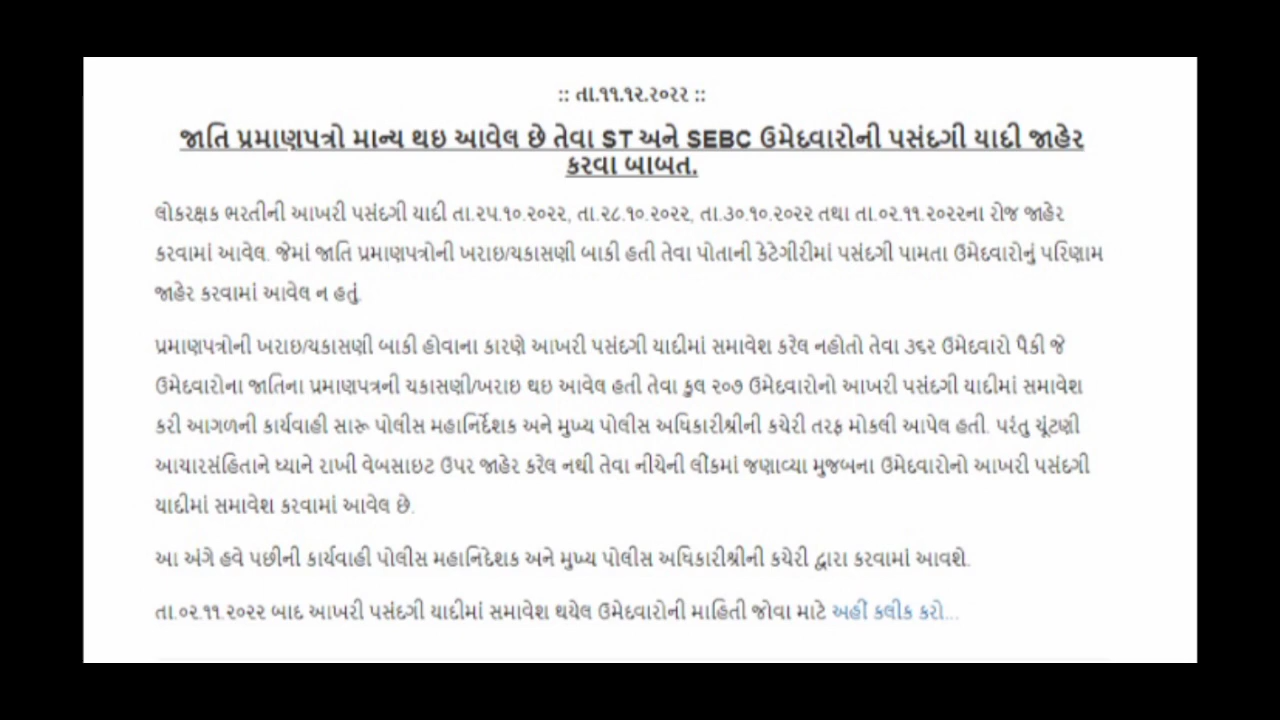 :: તા.૧૧.૧૨.૨૦૨૨ ::
જાતિ પ્રમાણપત્રો માન્ય થઇ આવેલ છે તેવા ST અને SEBC ઉમેદવારોની પસંદગી યાદી જાહેર
કરવા બાબત.
લોકરક્ષક ભરતીની આખરી પસંદગી યાદી તા.૨૫.૧૦.૨૦૨૨, તા.૨૮.૧૦.૨૦૨૨, તા.૩૦.૧૦.૨૦૨૨ તથા તા.૦૨.૧૧.૨૦૨૨ના રોજ જાહેર
કરવામાં આવેલ. જેમાં જાતિ પ્રમાણપત્રોની ખરાઇ/ચકાસણી બાકી હતી તેવા પોતાની કેટેગીરીમાં પસંદગી પામતા ઉમેદવારોનું પરિણામ
જાહેર કરવામાં આવેલ ન હતું.
પ્રમાણપત્રોની ખરાઇ/ચકાસણી બાકી હોવાના કારણે આખરી પસંદગી યાદીમાં સમાવેશ કરેલ નહોતો તેવા ૩૬૨ ઉમેદવારો પૈકી જે
ઉમેદવારોના જાતિના પ્રમાણપત્રની ચકાસણી/ખરાઇ થઇ આવેલ હતી તેવા કુલ ૨૦૭ ઉમેદવારોનો આખરી પસંદગી યાદીમાં સમાવેશ
કરી આગળની કાર્યવાહી સારૂ પોલીસ મહાનિર્દેશક અને મુખ્ય પોલીસ અધિકારીશ્રીની કચેરી તરફ મોકલી આપેલ હતી. પરંતુ ચૂંટણી
આચારસંહિતાને ધ્યાને રાખી વેબસાઇટ ઉપર જાહેર કરેલ નથી તેવા નીચેની લીંકમાં જણાવ્યા મુજબના ઉમેદવારોનો આખરી પસંદગી
યાદીમાં સમાવેશ કરવામાં આવેલ છે.
આ અંગે હવે પછીની કાર્યવાહી પોલીસ મહાનિદેશક અને મુખ્ય પોલીસ અધિકારીશ્રીની કચેરી દ્વારા કરવામાં આવશે.
તા.૦૨.૧૧.૨૦૨૨ બાદ આખરી પસંદગી યાદીમાં સમાવેશ થયેલ ઉમેદવારોની માહિતી જોવા માટે અહીં કલીક કરો...